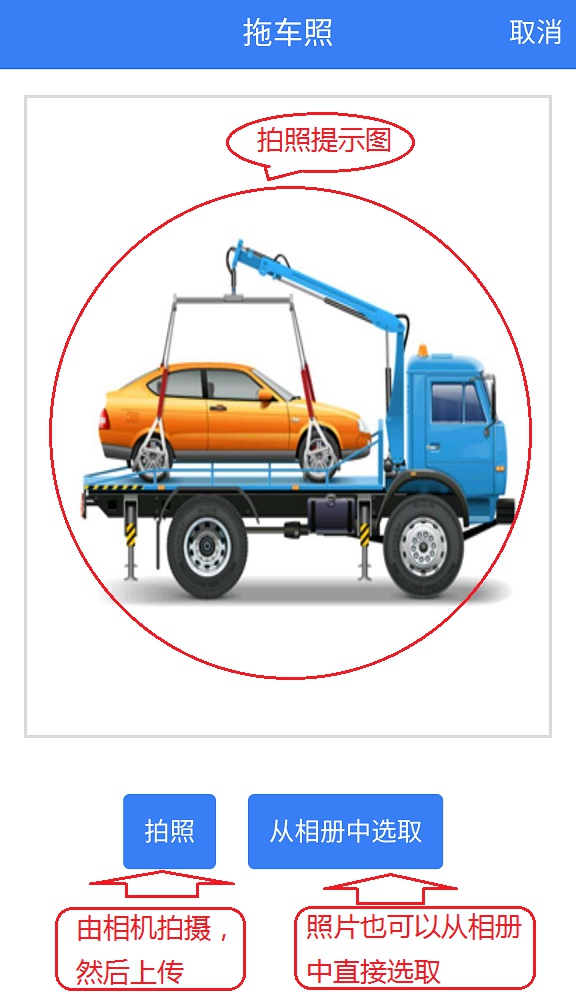 拖车照
取消
拍照提示图
拍照
从相册中选取
由相机拍摄，
然后上传
照片也可以从相册
中直接选取